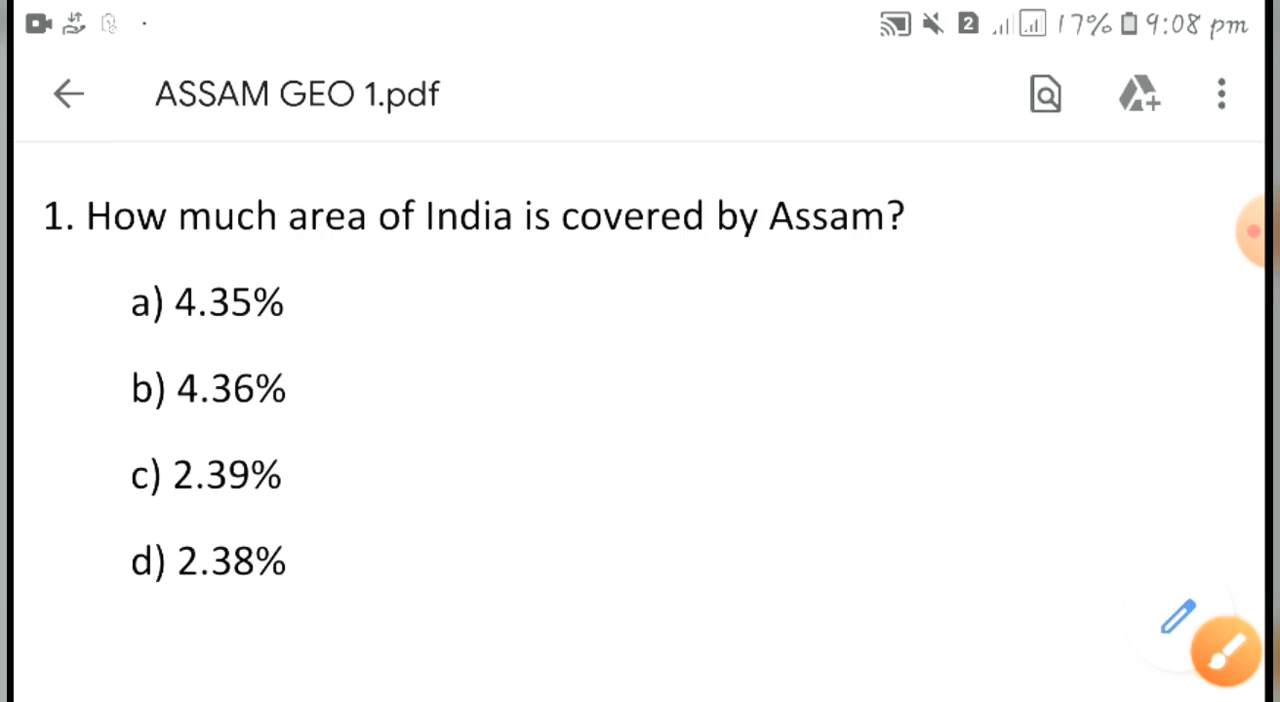 2 17% 9:08 pm
ASSAM GEO 1.pdf
1. How much area of India is covered by Assam?
a) 4.35%
b) 4.36%
c) 2.39%
d) 2.38%